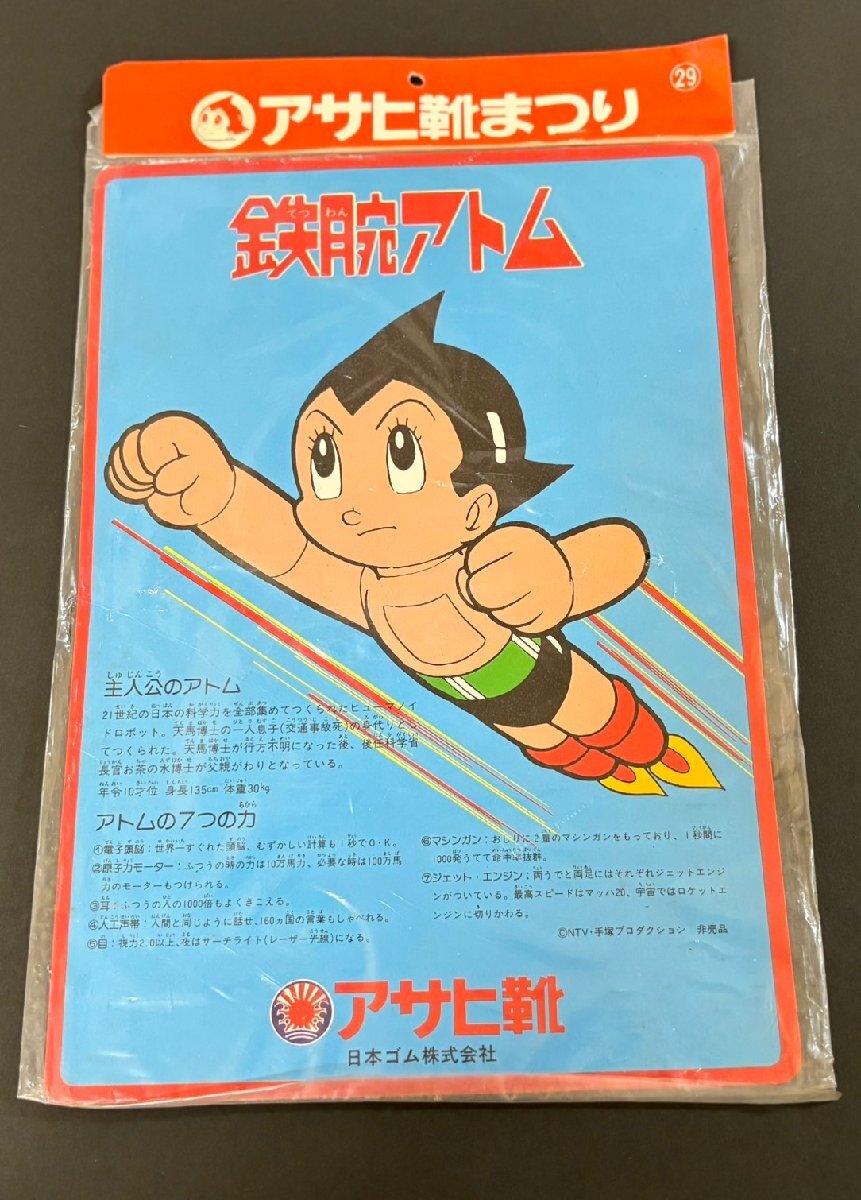 アサヒ靴まつり
29
鉄腕アトム
てつ わん
しゅ じん こう
主人公のアトム
21世紀の日本の科学力を全部集めてつくられたヒューマノイ
ドロボット。天馬博士の一人息子(交通事故死)の身代りとし
てつくられた。天馬博士が行方不明になった後、後任科学省
長官お茶の水博士が父親がわりとなっている。
年令10才位 身長135cm 体重30kg
ちから
アトムの7つの力
①電子頭脳:世界一すぐれた頭脳、むずかしい計算も1秒でO・K。
②原子力モーター:ふつうの時の力は10万馬力、必要な時は100万馬
力のモーターもつけられる。
③耳:ふつうの人の1000倍もよくきこえる。
④人工声帯:人間と同じように話せ、160ヵ国の言葉もしゃべれる。
⑤目:視力2.0以上、夜はサーチライト(レーザー光線)になる。
⑥マシンガン:おしりに2量のマシンガンをもっており、1秒間に
1000発うてて命中率抜群。
⑦ジェット・エンジン:両うでと両足にはそれぞれジェットエンジ
ンがついている。最高スピードはマッハ20、宇宙ではロケットエ
ンジンに切りかわる。
©NTV・手塚プロダクション 非売品
アサヒ靴
日本ゴム株式会社